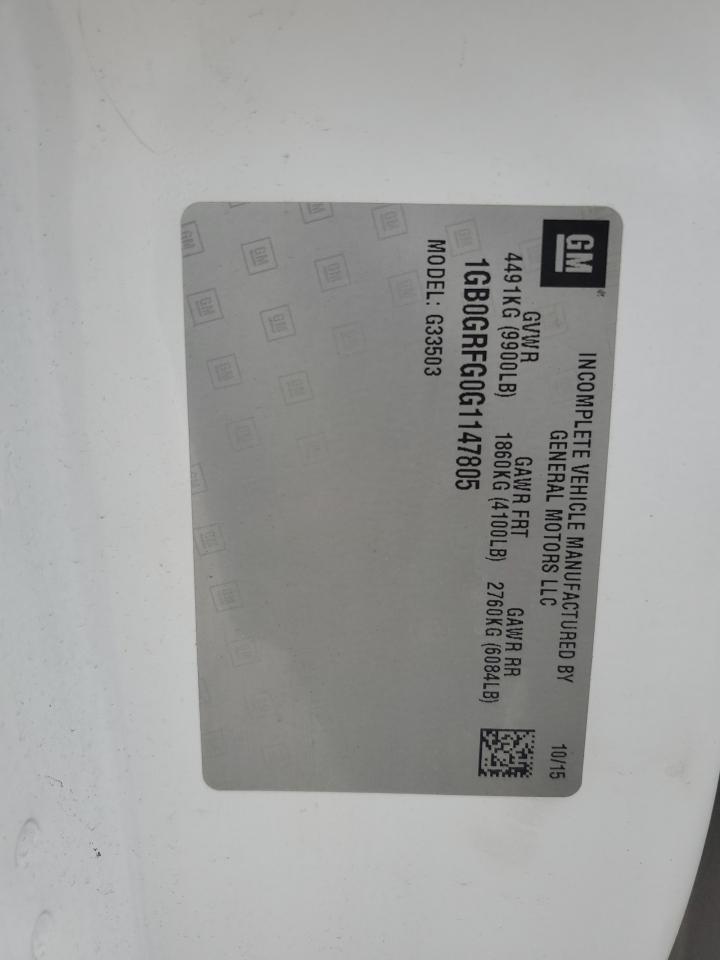 GM
INCOMPLETE VEHICLE MANUFACTURED BY
GENERAL MOTORS LLC
10/15
GVWR GAWR FRT GAWR RR
4491KG (9900LB) 1860KG (4100LB) 2760KG (6084LB)
1GB0GRFG0G1147805
MODEL: G33503